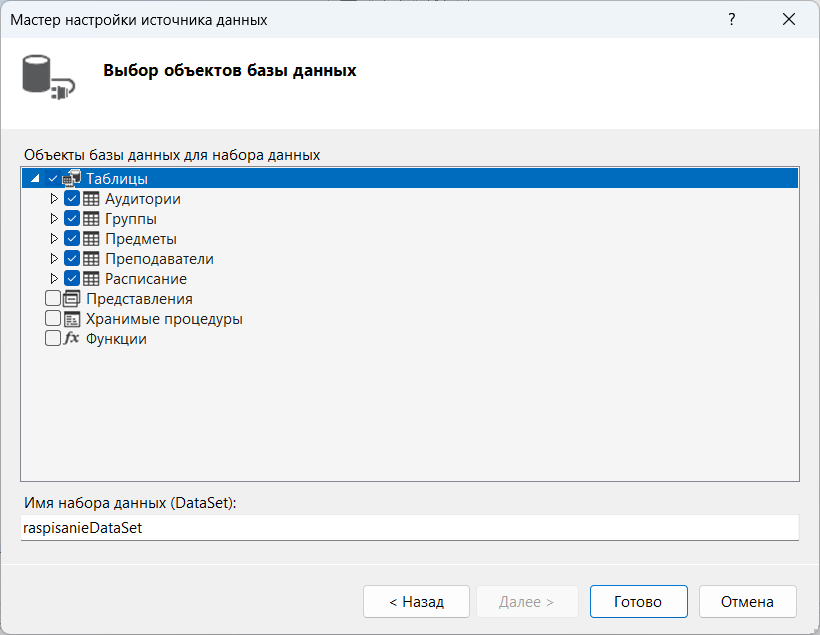 Мастер настройки источника данных
?
Выбор объектов базы данных
Объекты базы данных для набора данных
Таблицы
Аудитории
Группы
Предметы
Преподаватели
Расписание
Представления
Хранимые процедуры
fx Функции
Имя набора данных (DataSet):
raspisanieDataSet
< Назад Далее > Готово Отмена